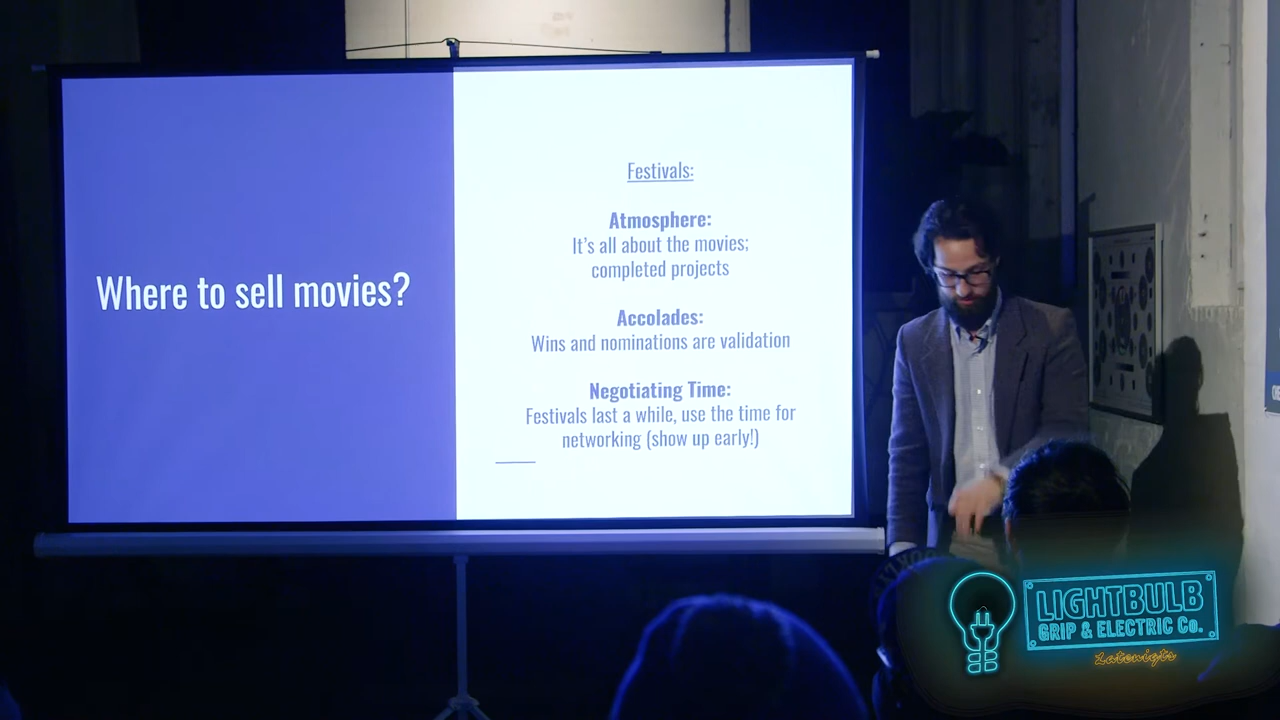 Where to sell movies?
Festivals:
Atmosphere:
It's all about the movies;
completed projects
Accolades:
Wins and nominations are validation
Negotiating Time:
Festivals last a while, use the time for
networking (show up early!)
LIGHTBULB
GRIP & ELECTRIC Co.
Latenigts